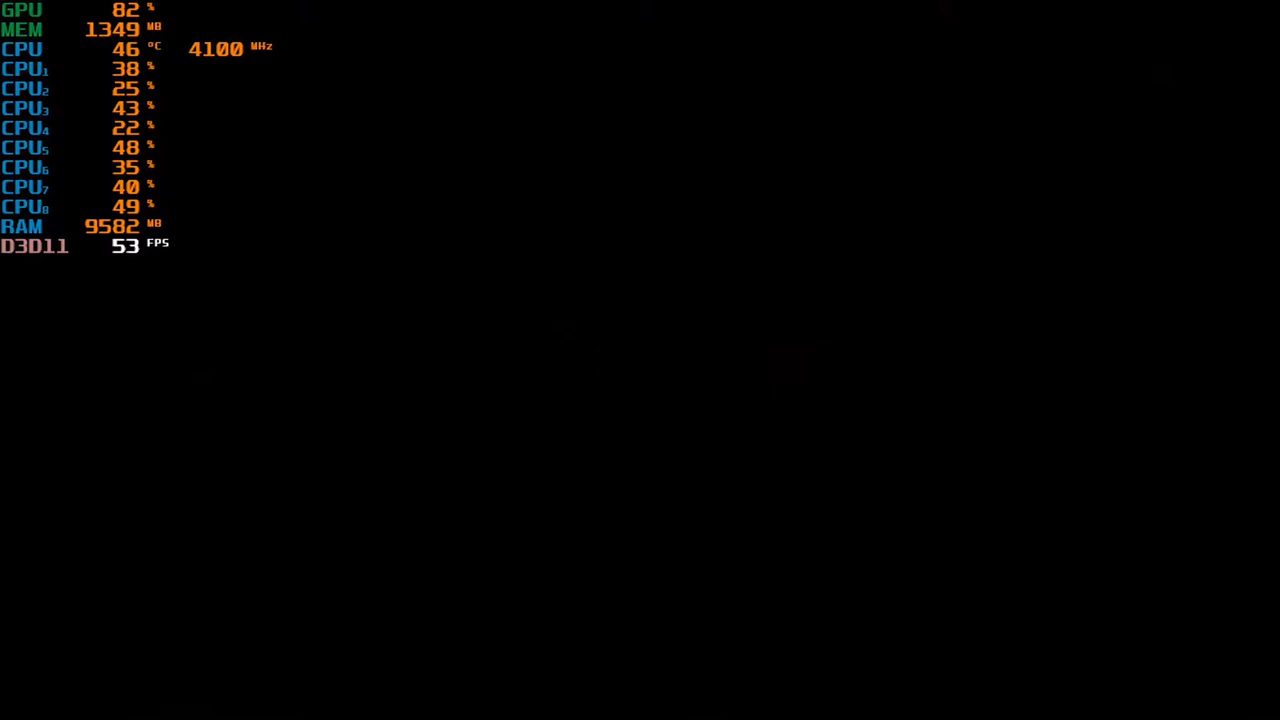 GPU 82 %
MEM 1349 MB
CPU 46 °C 4100 MHz
CPU1 38 %
CPU2 25 %
CPU3 43 %
CPU4 22 %
CPU5 48 %
CPU6 35 %
CPU7 40 %
CPU8 49 %
RAM 9582 MB
D3D11 53 FPS